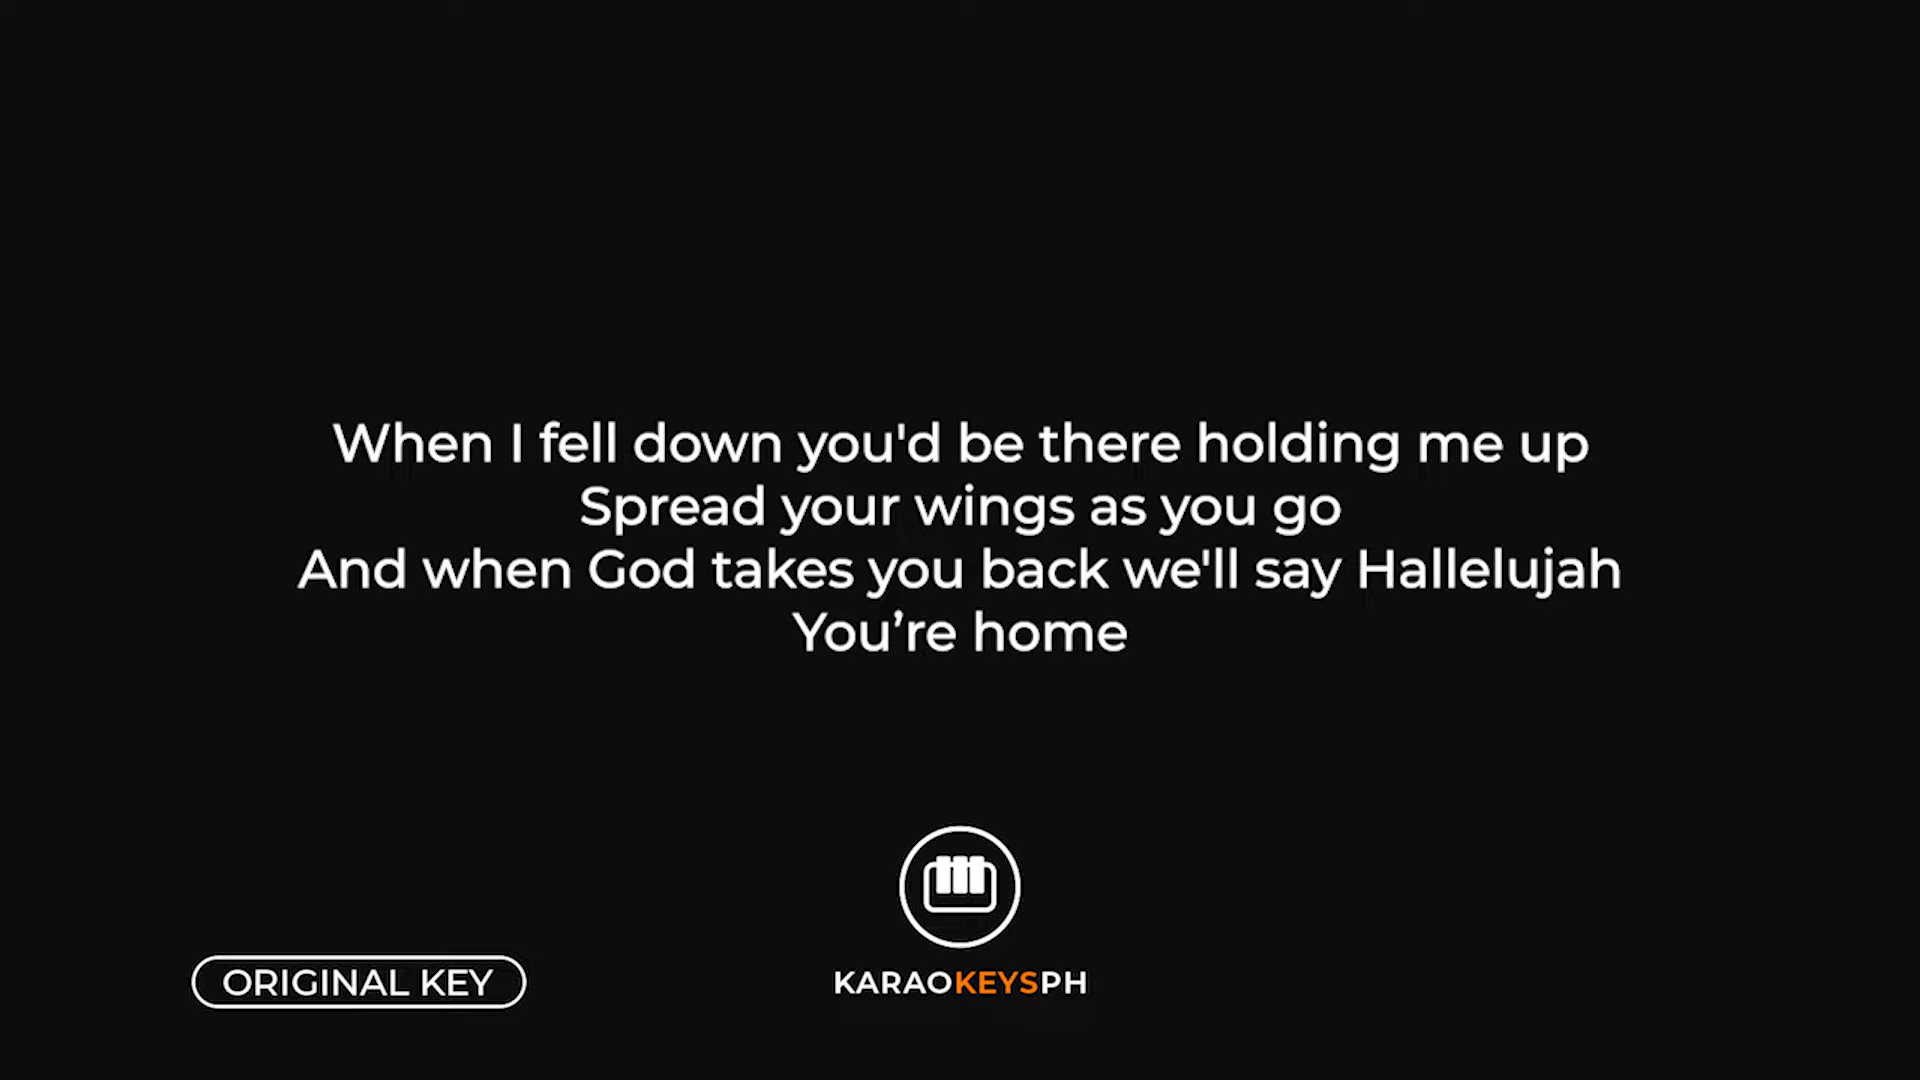 When I fell down you'd be there holding me up
Spread your wings as you go
And when God takes you back we'll say Hallelujah
You’re home
ORIGINAL KEY
KARAOKEYSPH